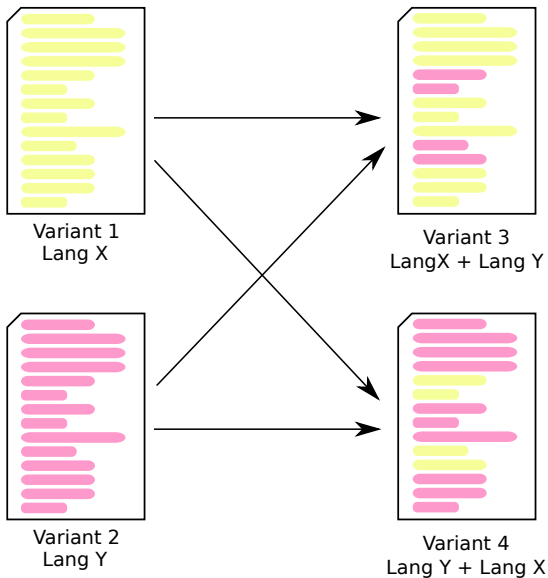 Variant 1
Lang X
Variant 3
LangX + Lang Y
Variant 2
Lang Y
Variant 4
Lang Y + Lang X